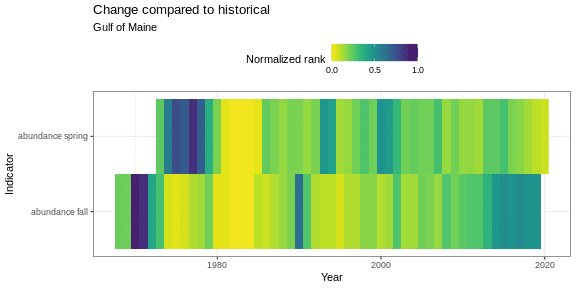 Change compared to historical
Gulf of Maine
Normalized rank
0.0 0.5 1.0
abundance spring
abundance fall
Indicator
1980 2000 2020
Year